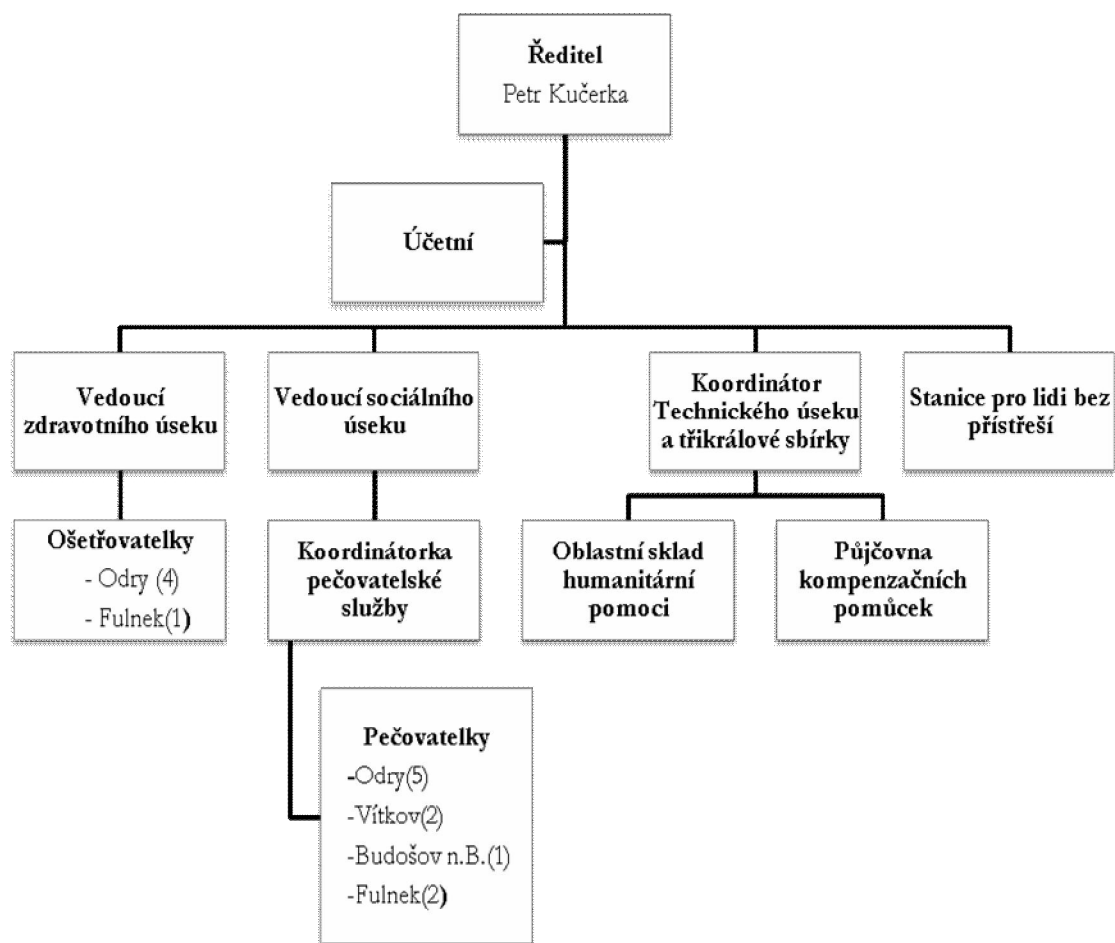 Ředitel
Petr Kučerka
Účetní
Vedoucí
zdravotního úseku
Vedoucí sociálního
úseku
Koordinátor
Technického úseku
a tříkrálové sbírky
Stanice pro lidi bez
přístřeší
Ošetřovatelky
- Odry (4)
- Fulnek(1)
Koordinátorka
pečovatelské
služby
Oblastní sklad
humanitární
pomoci
Půjčovna
kompenzačních
pomůcek
Pečovatelky
-Odry(5)
-Vítkov(2)
-Budošov n.B.(1)
-Fulnek(2)